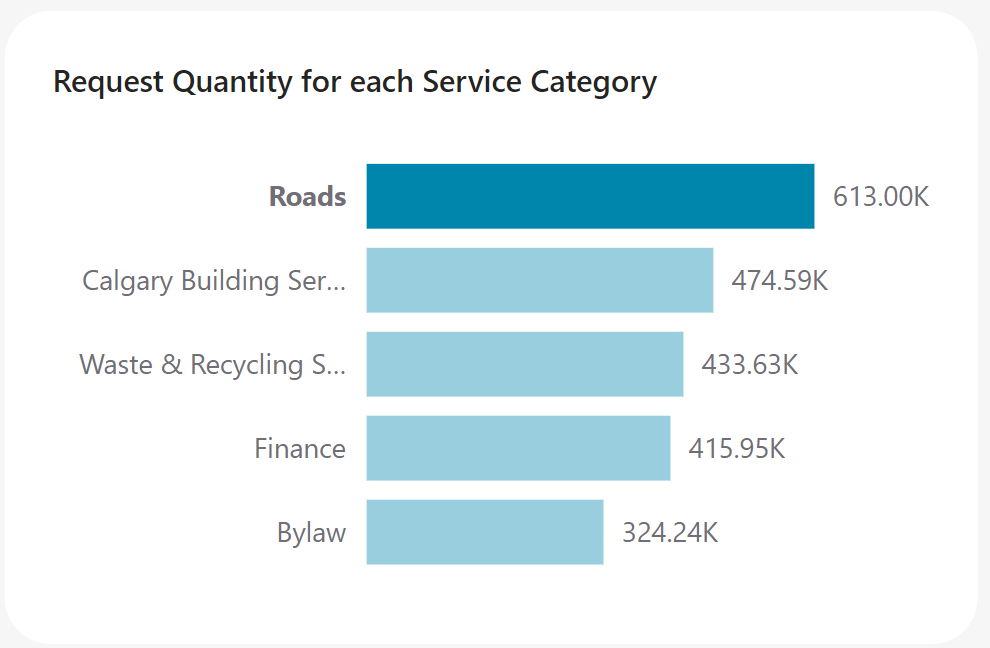 Request Quantity for each Service Category
Roads 613.00K
Calgary Building Ser... 474.59K
Waste & Recycling S... 433.63K
Finance 415.95K
Bylaw 324.24K